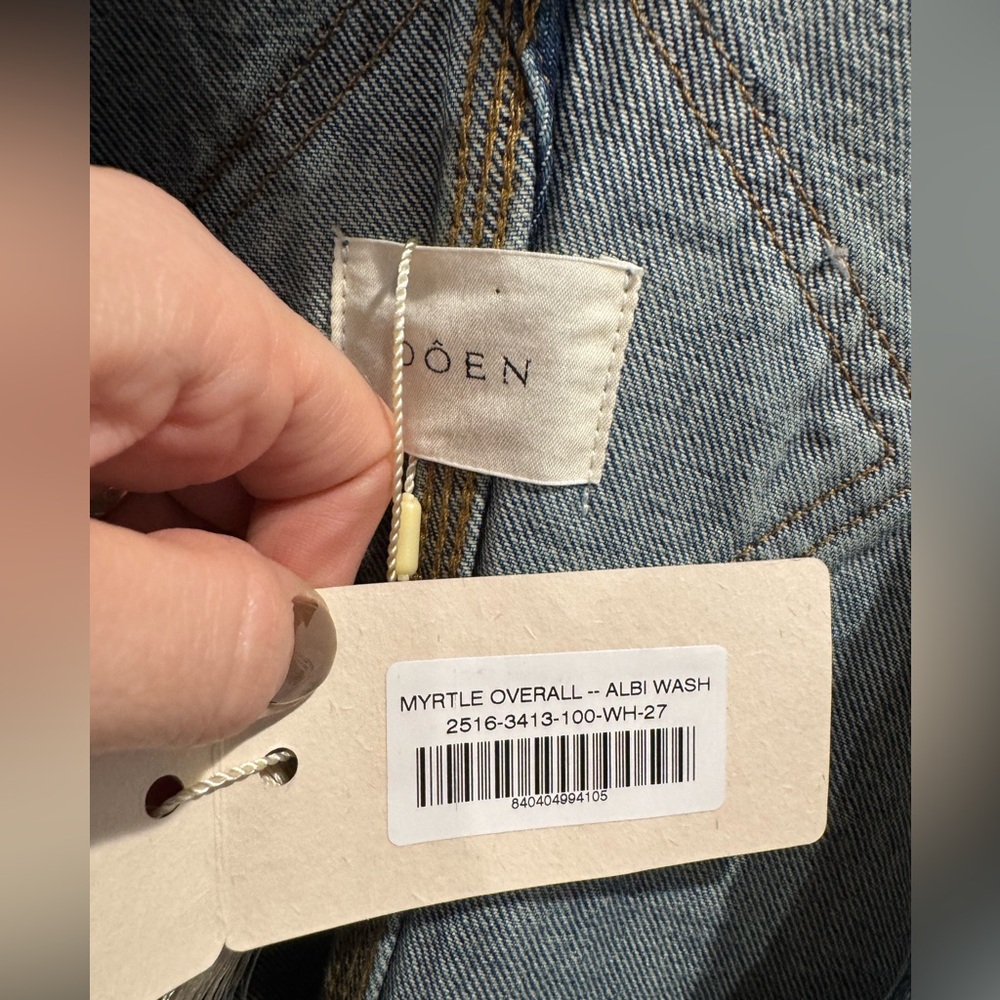 DÔEN
MYRTLE OVERALL -- ALBI WASH
2516-3413-100-WH-27
840404994105